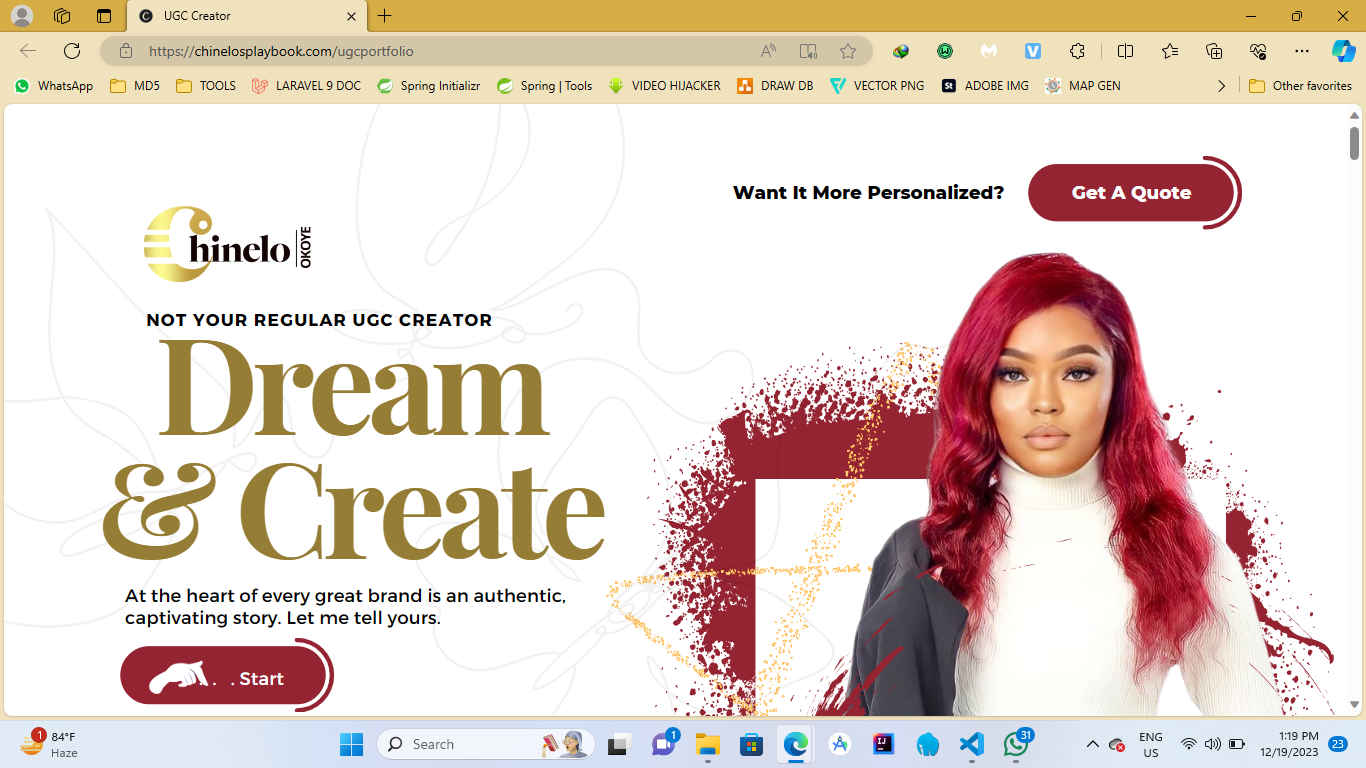 UGC Creator
https://chinelosplaybook.com/ugcportfolio
WhatsApp
MD5
TOOLS
LARAVEL 9 DOC
Spring Initializr
Spring | Tools
VIDEO HIJACKER
DRAW DB
VECTOR PNG
St
ADOBE IMG
MAP GEN
Other favorites
Want It More Personalized?
Get A Quote
Chinelo
OKOYE
NOT YOUR REGULAR UGC CREATOR
Dream
& Create
At the heart of every great brand is an authentic,
captivating story. Let me tell yours.
. . Start
1
84°F
Haze
Search
1
31
ENG
US
1:19 PM
12/19/2023
23